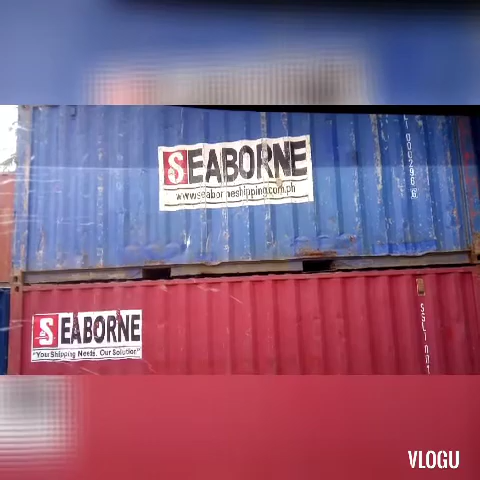 SEABORNE
www.seaborneshipping.com.ph
SEABORNE
"Your Shipping Needs, Our Solution"
VLOGU